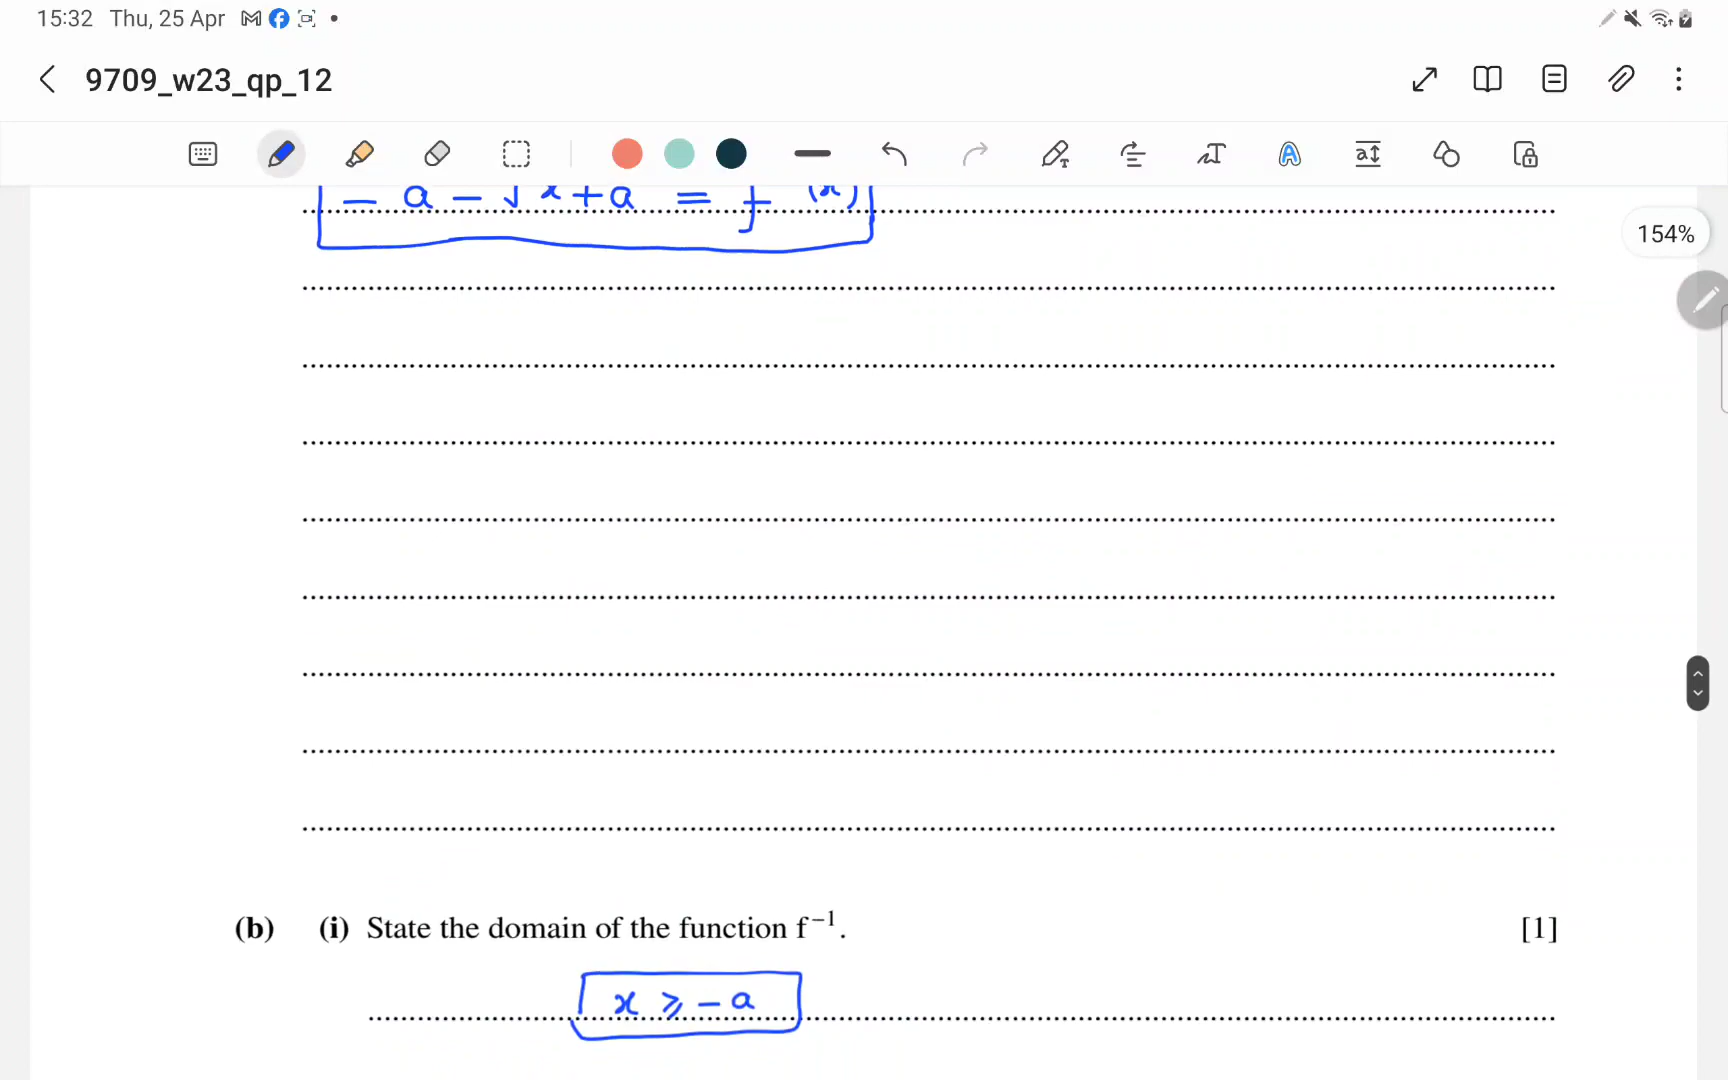 15:32 Thu, 25 Apr
9709_w23_qp_12
- a - √x+a = f (x)
154%
(b) (i) State the domain of the function f⁻¹. [1]
x ⩾ - a